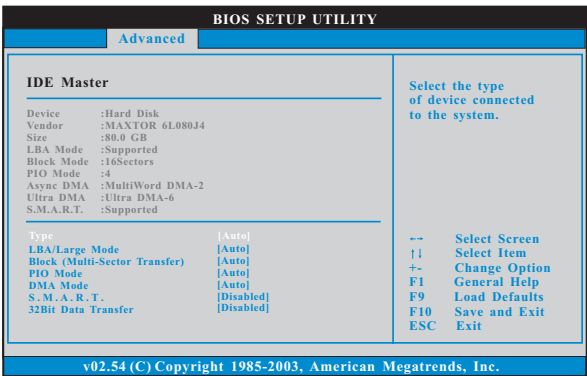 BIOS SETUP UTILITY
Advanced
IDE Master
Device :Hard Disk
Vendor :MAXTOR 6L080J4
Size :80.0 GB
LBA Mode :Supported
Block Mode :16Sectors
PIO Mode :4
Async DMA :MultiWord DMA-2
Ultra DMA :Ultra DMA-6
S.M.A.R.T. :Supported
Type [Auto]
LBA/Large Mode [Auto]
Block (Multi-Sector Transfer) [Auto]
PIO Mode [Auto]
DMA Mode [Auto]
S.M.A.R.T. [Disabled]
32Bit Data Transfer [Disabled]
Select the type
of device connected
to the system.
←→ Select Screen
↑↓ Select Item
+- Change Option
F1 General Help
F9 Load Defaults
F10 Save and Exit
ESC Exit
v02.54 (C) Copyright 1985-2003, American Megatrends, Inc.